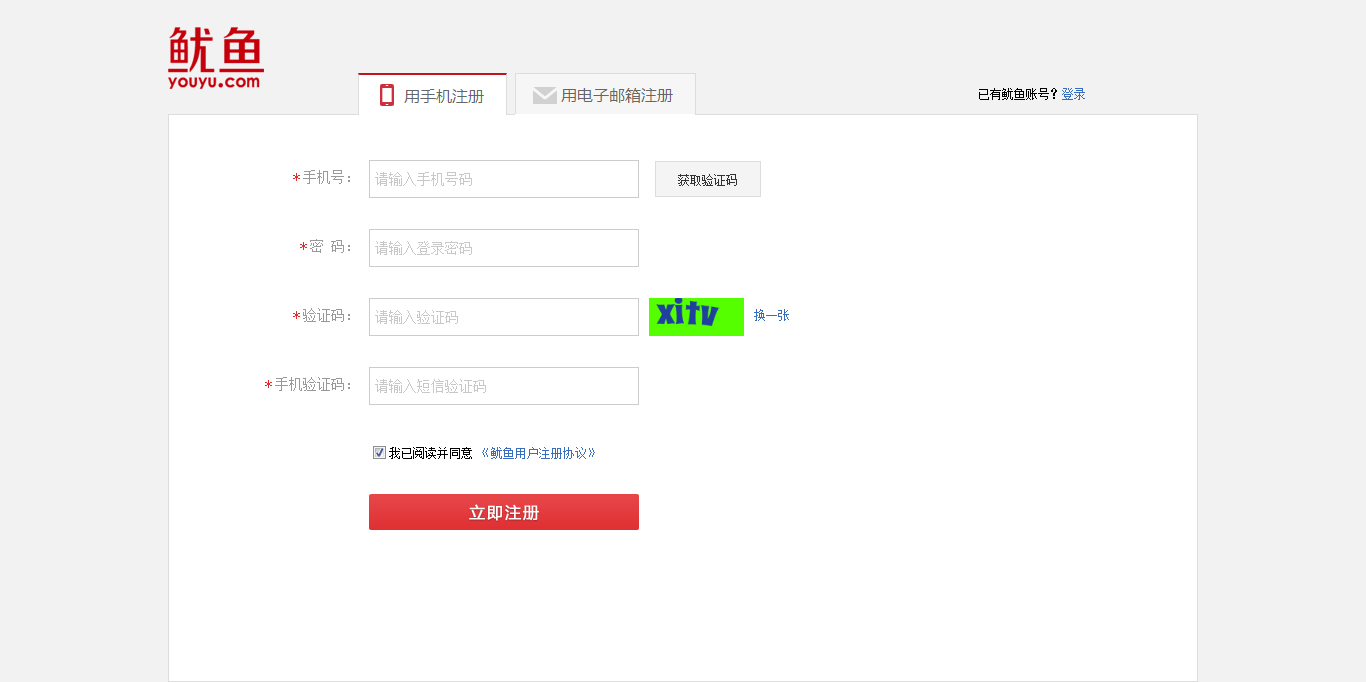 鱿鱼
youyu.com
用手机注册
用电子邮箱注册
已有鱿鱼账号？登录
*手机号： 请输入手机号码 获取验证码
*密 码： 请输入登录密码
*验证码： 请输入验证码 xitv 换一张
*手机验证码： 请输入短信验证码
我已阅读并同意 《鱿鱼用户注册协议》
立即注册